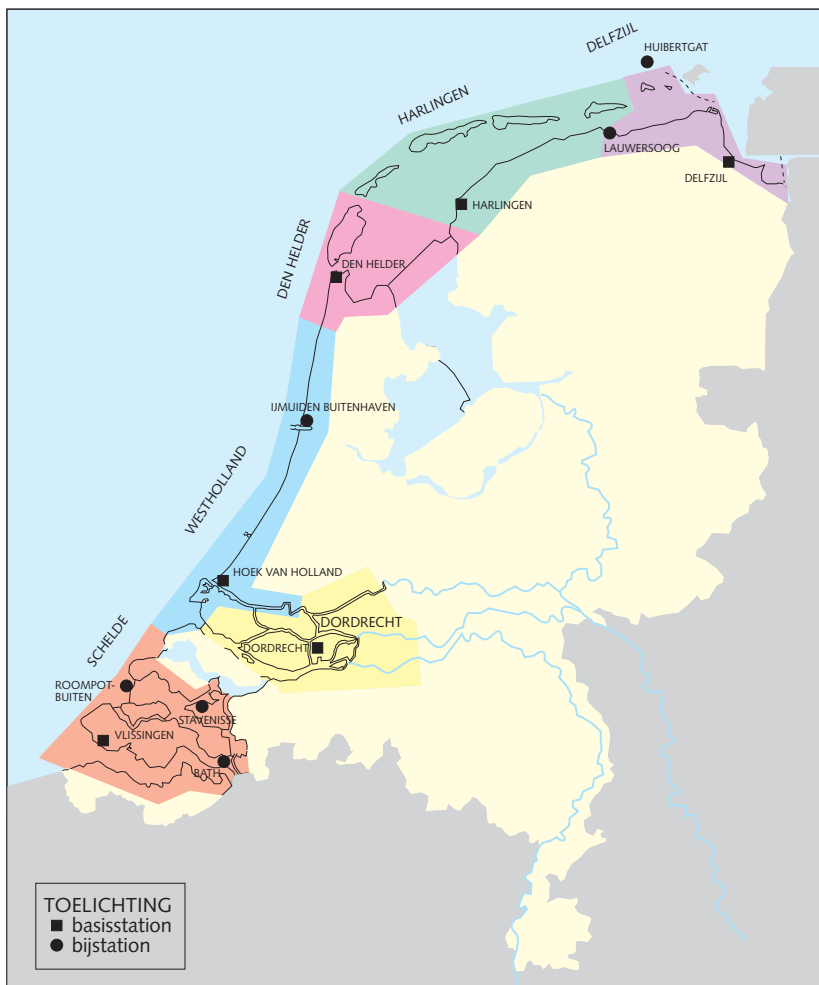 DELFZIJL
HUIBERTGAT
HARLINGEN
LAUWERSOOG
DELFZIJL
HARLINGEN
DEN HELDER
DEN HELDER
IJMUIDEN BUITENHAVEN
WESTHOLLAND
HOEK VAN HOLLAND
DORDRECHT
DORDRECHT
SCHELDE
ROOMPOT-
BUITEN
STAVENISSE
VLISSINGEN
BATH
TOELICHTING
basisstation
bijstation